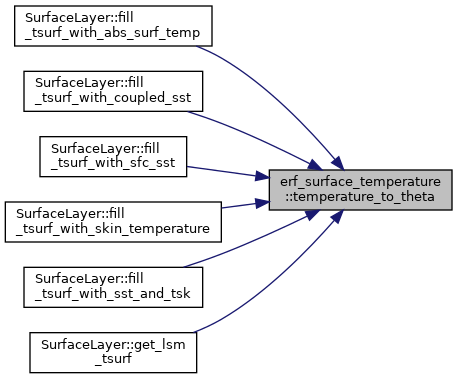 SurfaceLayer::fill
_tsurf_with_abs_surf_temp
SurfaceLayer::fill
_tsurf_with_coupled_sst
SurfaceLayer::fill
_tsurf_with_sfc_sst
erf_surface_temperature
::temperature_to_theta
SurfaceLayer::fill
_tsurf_with_skin_temperature
SurfaceLayer::fill
_tsurf_with_sst_and_tsk
SurfaceLayer::get_lsm
_tsurf